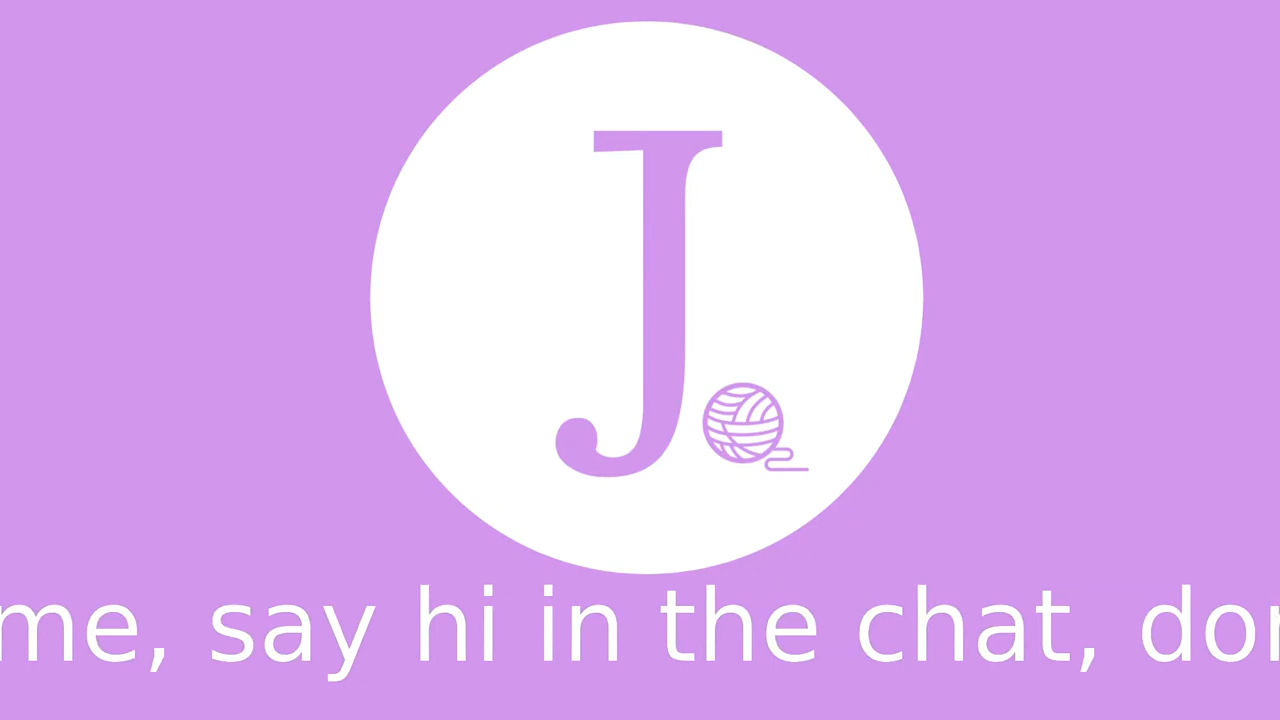 J
me, say hi in the chat,